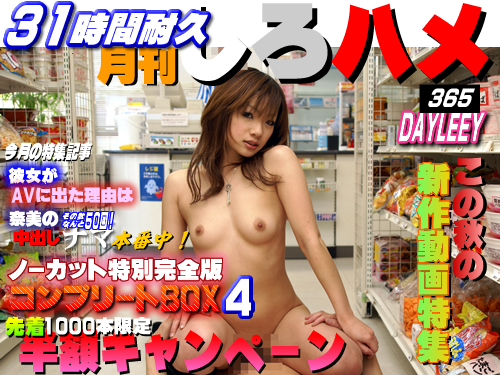 31時間耐久
月刊しろハメ
365
DAYLEEY
今月の特集記事
彼女が
AVに出た理由は
奈美の
中出しナマ本番中!
ノーカット特別完全版
コンプリートBOX 4
先着1000本限定
半額キャンペーン
この秋の
新作動画特集